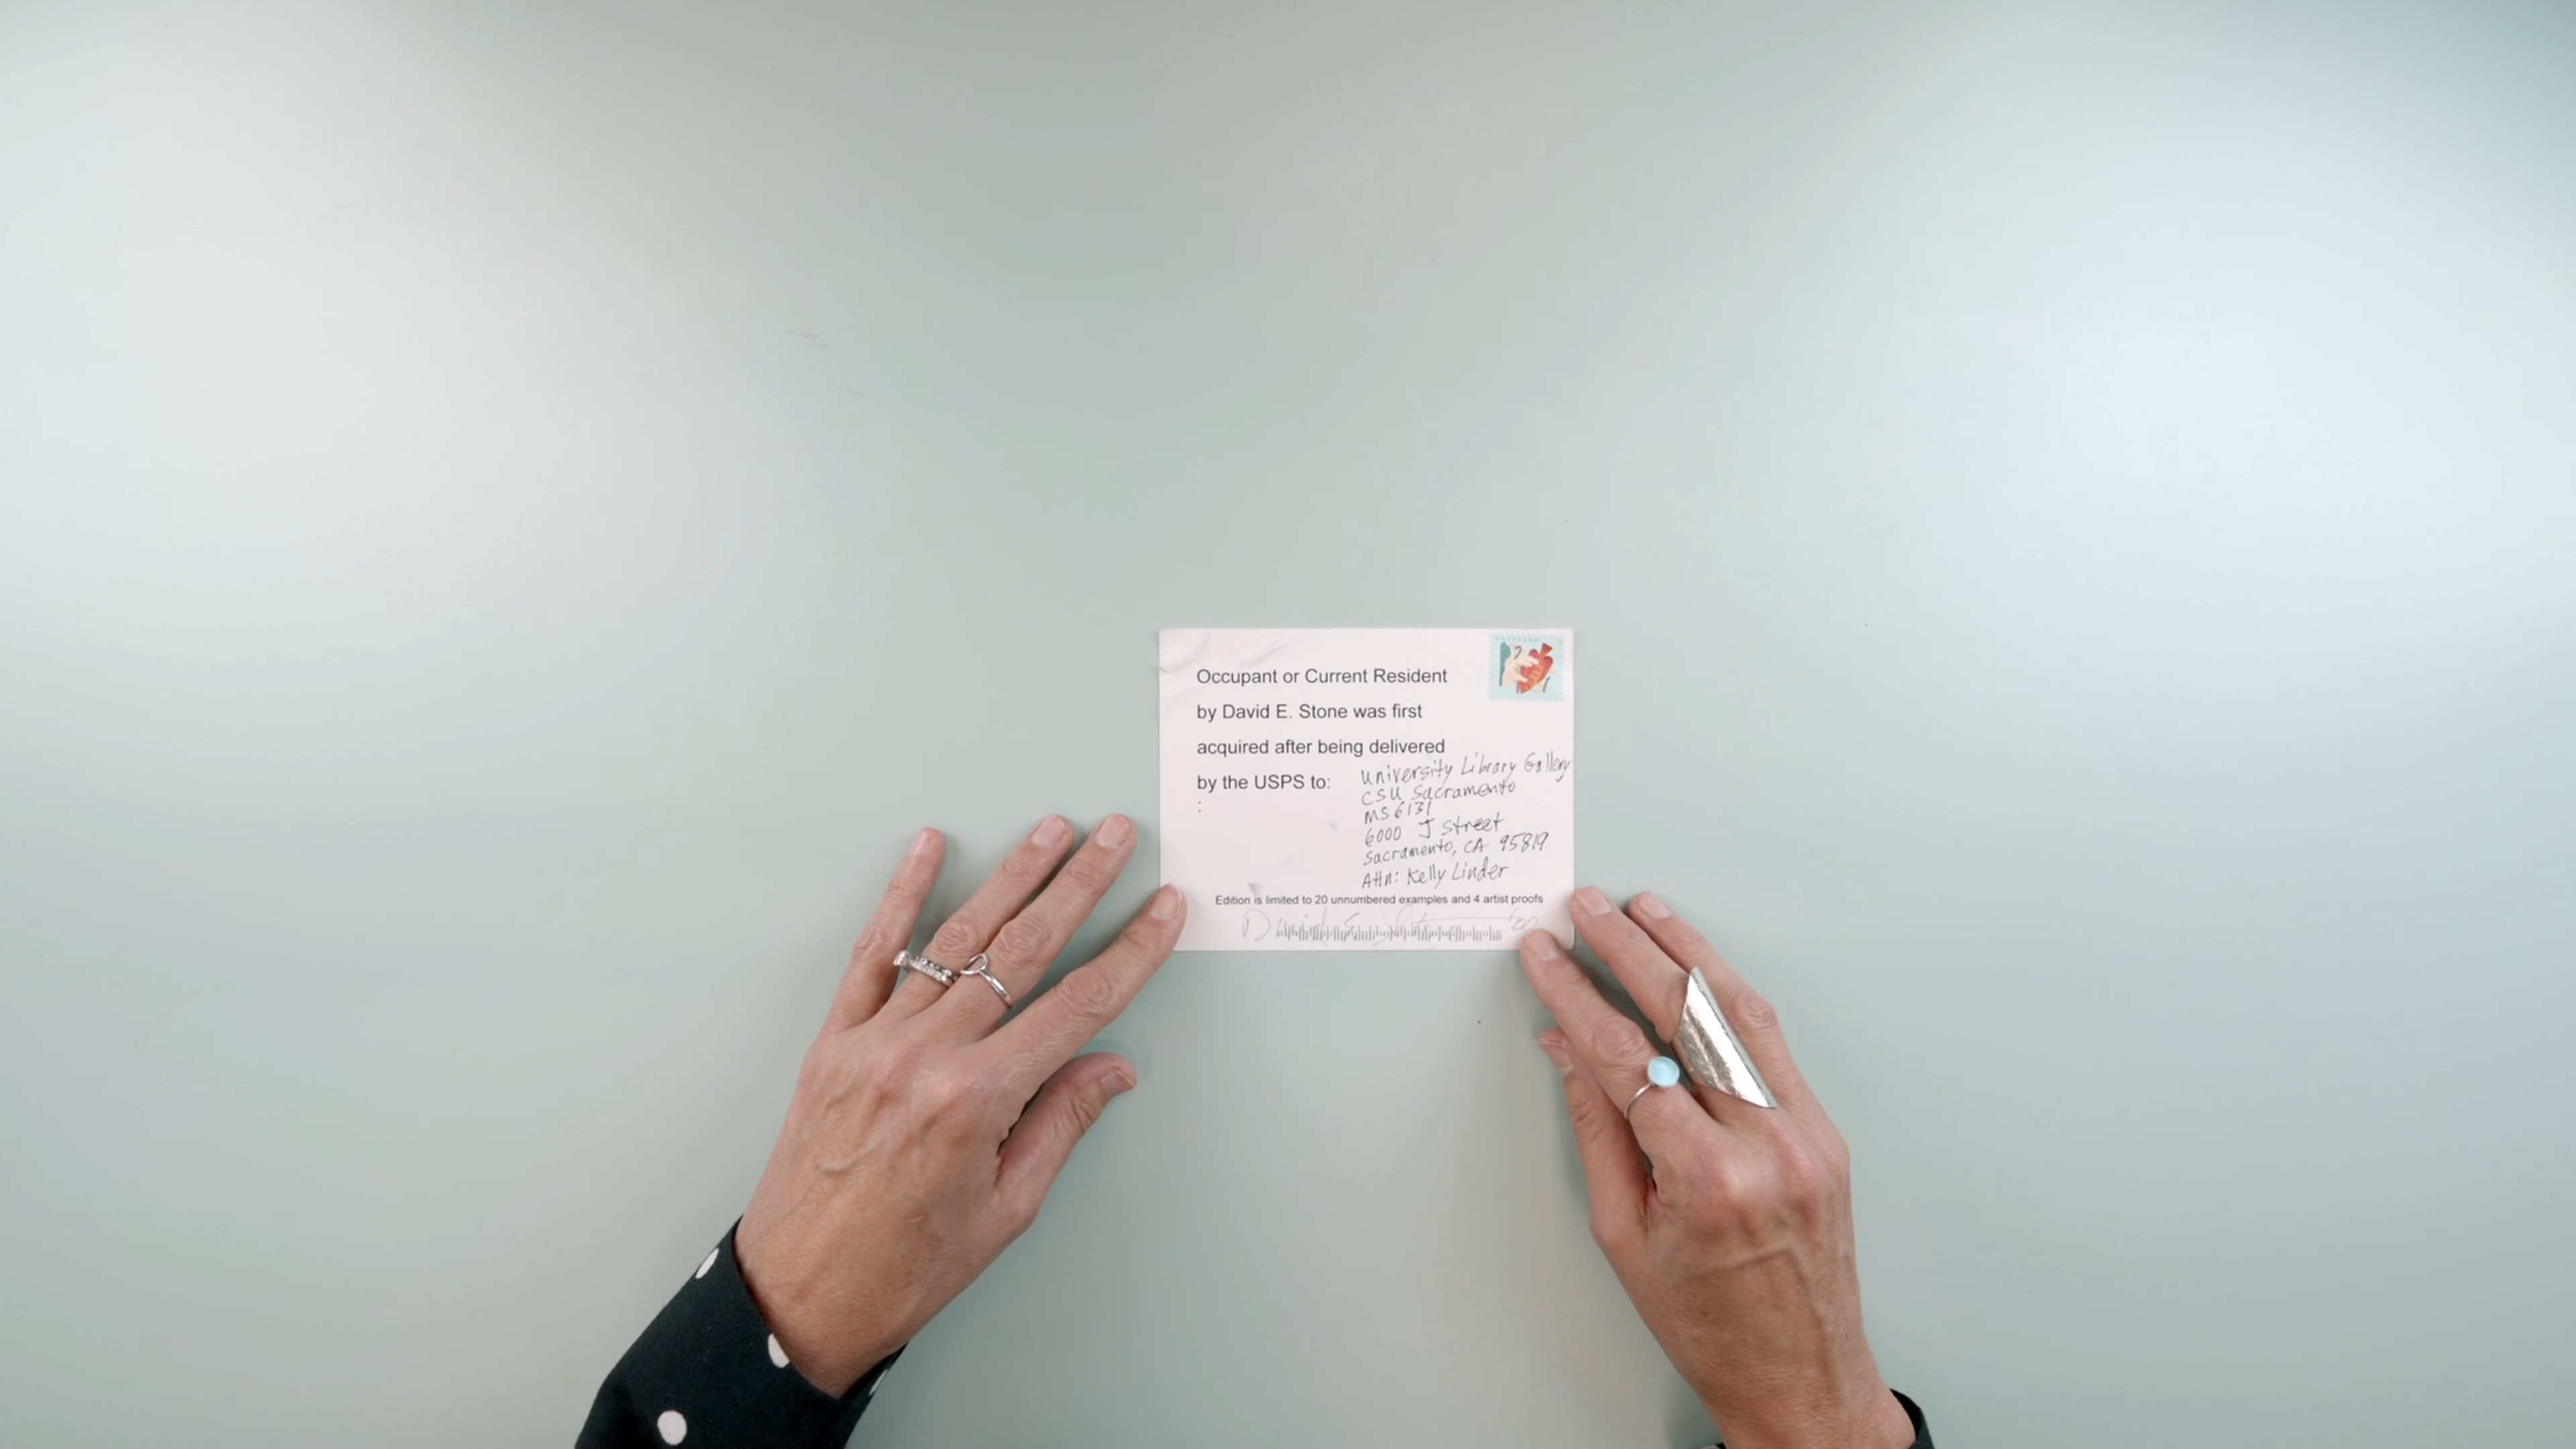 POSTCARD
Occupant or Current Resident
by David E. Stone was first
acquired after being delivered
by the USPS to:
:
University Library Gallery
CSU Sacramento
MS 6131
6000 J Street
Sacramento, CA 95819
Attn: Kelly Linder
Edition is limited to 20 unnumbered examples and 4 artist proofs